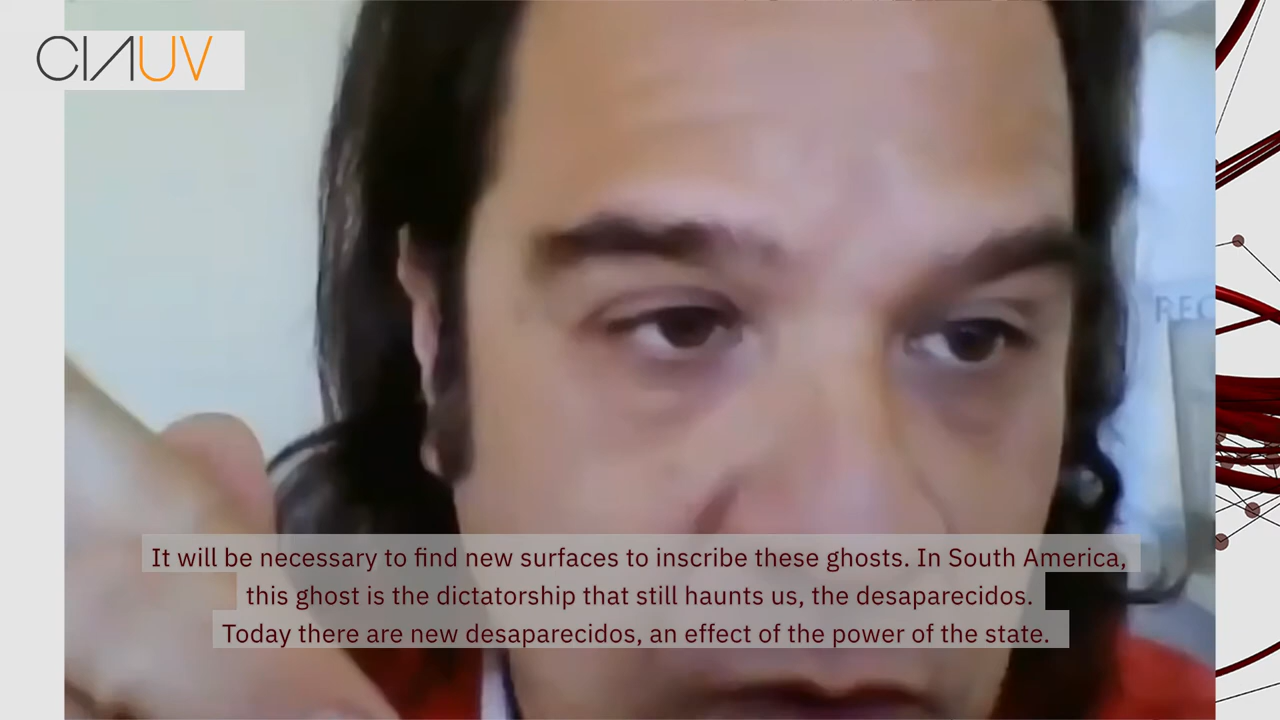 CIAUV
REC
It will be necessary to find new surfaces to inscribe these ghosts. In South America,
this ghost is the dictatorship that still haunts us, the desaparecidos.
Today there are new desaparecidos, an effect of the power of the state.